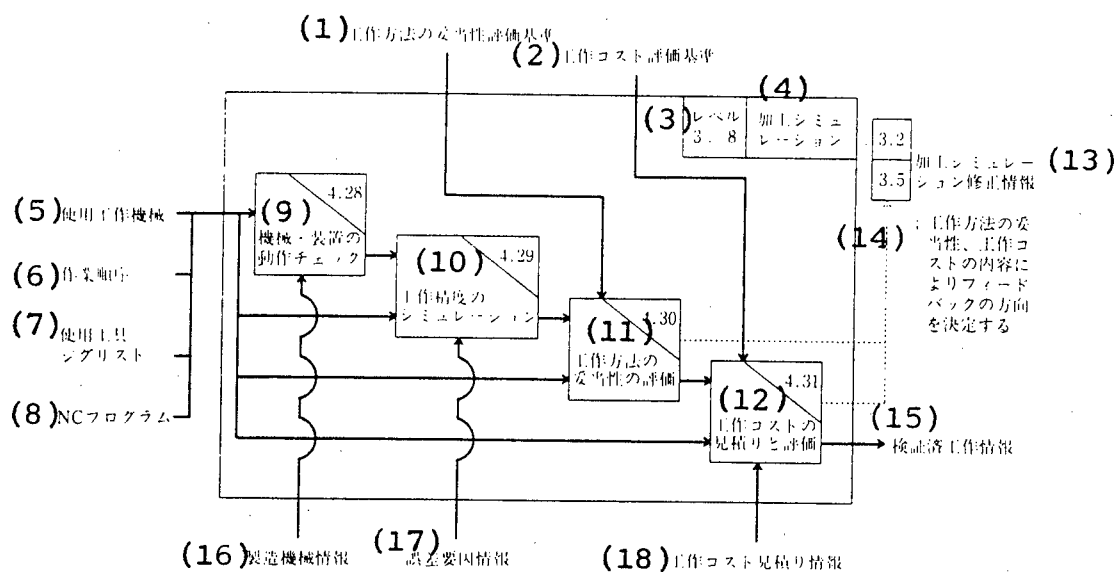 (1)工作方法の妥当性評価基準
(2)工作コスト評価基準
(3)レベル
3.8
(4)
加工シミュ
レーション
3.2
3.5
加工シミュレー
ション修正情報
(13)
(14)
:工作方法の妥
当性、工作コ
ストの内容に
よりフィード
バックの方向
を決定する
(5)使用工作機械
(6)作業順序
(7)使用工具
ジグリスト
(8)NCプログラム
4.28
(9)
機械・装置の
動作チェック
4.29
(10)
工作精度の
シミュレーション
4.30
(11)
工作方法の
妥当性の評価
4.31
(12)
工作コストの
見積りと評価
(15)
検証済工作情報
(16)製造機械情報
(17)誤差要因情報
(18)工作コスト見積り情報